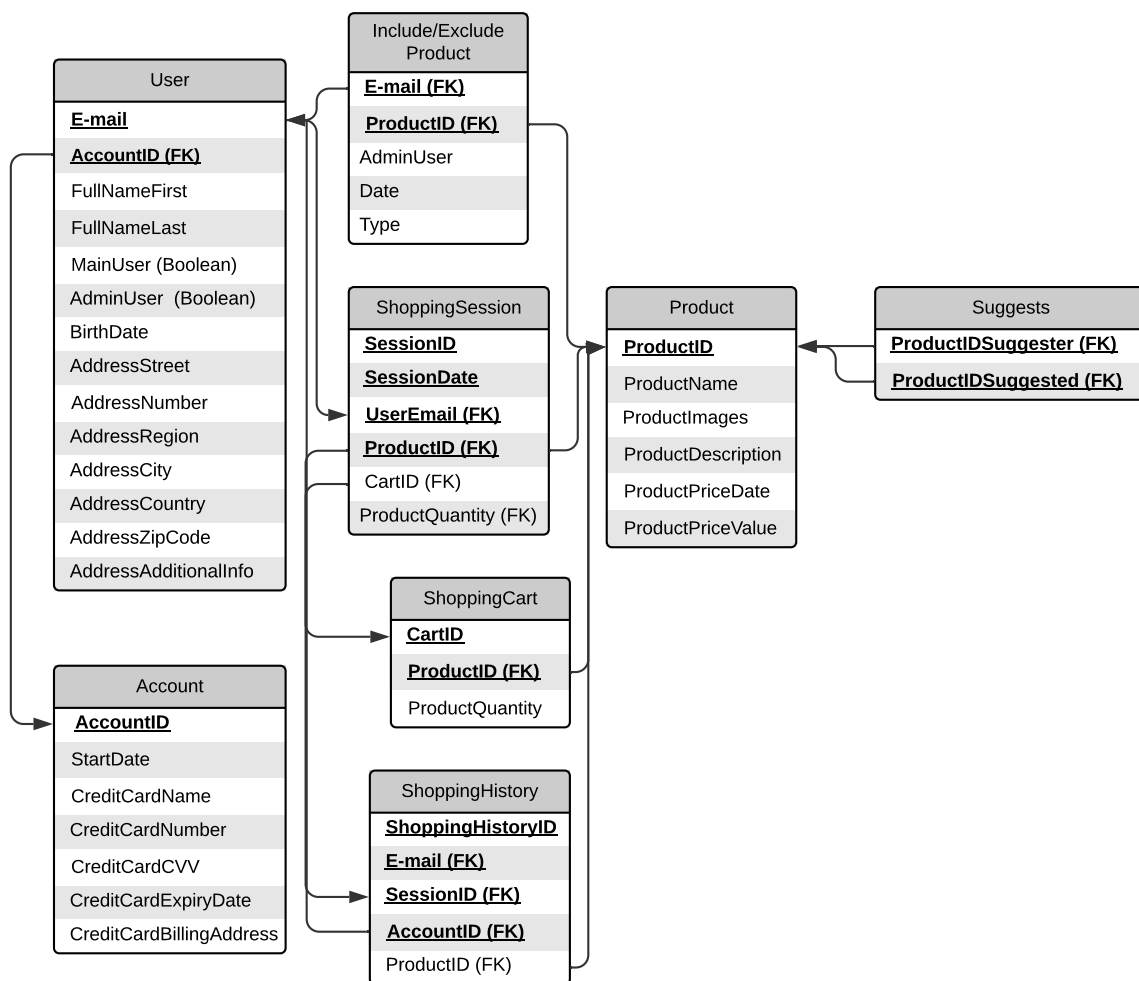 User
E-mail
AccountID (FK)
FullNameFirst
FullNameLast
MainUser (Boolean)
AdminUser  (Boolean)
BirthDate
AddressStreet
AddressNumber
AddressRegion
AddressCity
AddressCountry
AddressZipCode
AddressAdditionalInfo
Account
AccountID
StartDate
CreditCardName
CreditCardNumber
CreditCardCVV
CreditCardExpiryDate
CreditCardBillingAddress
Include/Exclude
Product
E-mail (FK)
ProductID (FK)
AdminUser
Date
Type
ShoppingSession
SessionID
SessionDate
UserEmail (FK)
ProductID (FK)
CartID (FK)
ProductQuantity (FK)
ShoppingCart
CartID
ProductID (FK)
ProductQuantity
ShoppingHistory
ShoppingHistoryID
E-mail (FK)
SessionID (FK)
AccountID (FK)
ProductID (FK)
Product
ProductID
ProductName
ProductImages
ProductDescription
ProductPriceDate
ProductPriceValue
Suggests
ProductIDSuggester (FK)
ProductIDSuggested (FK)